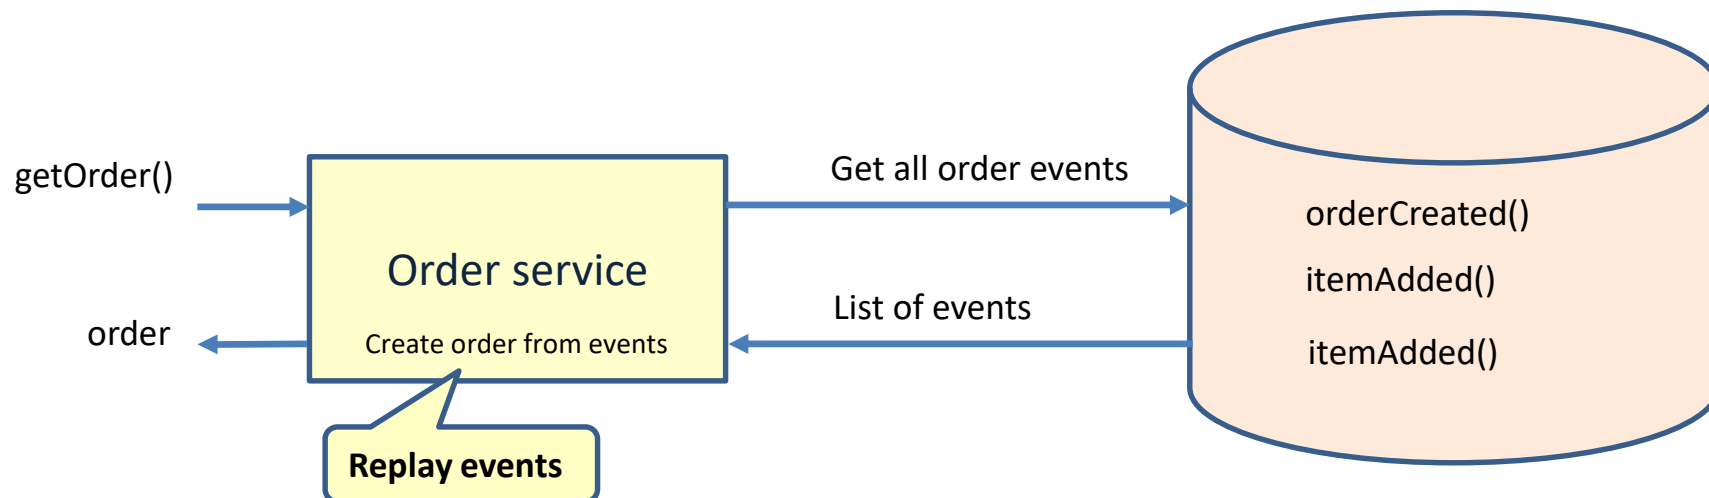 getOrder()
order
Order service
Create order from events
Replay events
Get all order events
List of events
orderCreated()
itemAdded()
itemAdded()